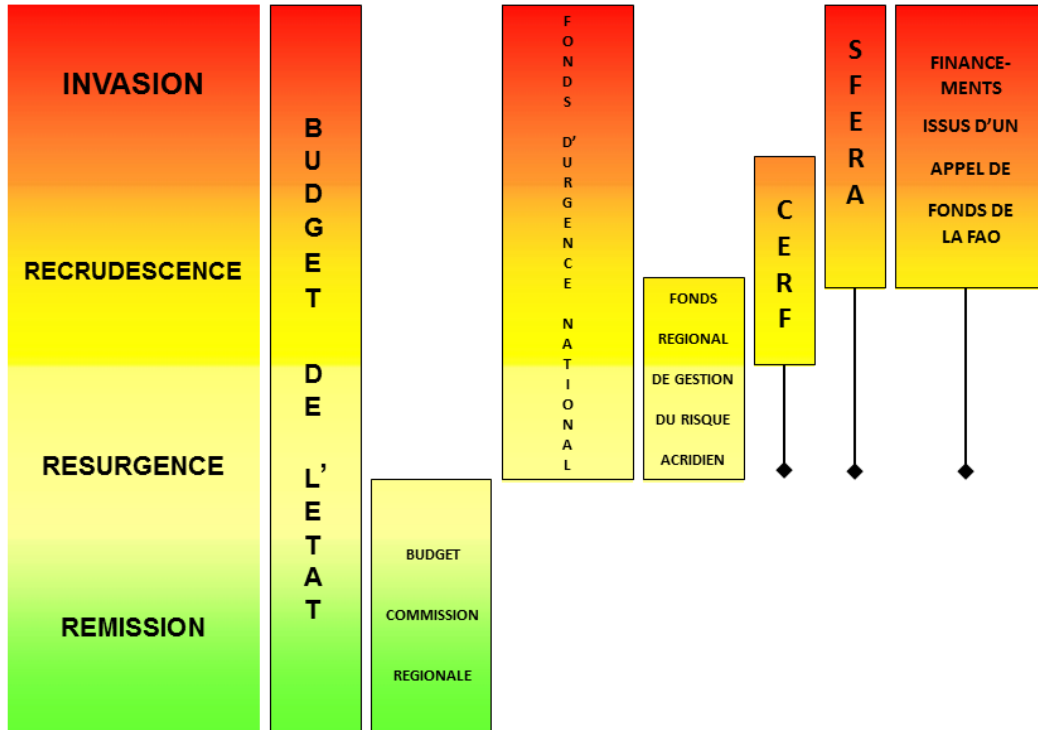 INVASION
RECRUDESCENCE
RESURGENCE
REMISSION
BUDGET DE L'ETAT
BUDGET
COMMISSION
REGIONALE
FONDS D'URGENCE NATIONAL
FONDS
REGIONAL
DE GESTION
DU RISQUE
ACRIDIEN
CERF
SFERA
FINANCE-
MENTS
ISSUS D'UN
APPEL DE
FONDS DE
LA FAO